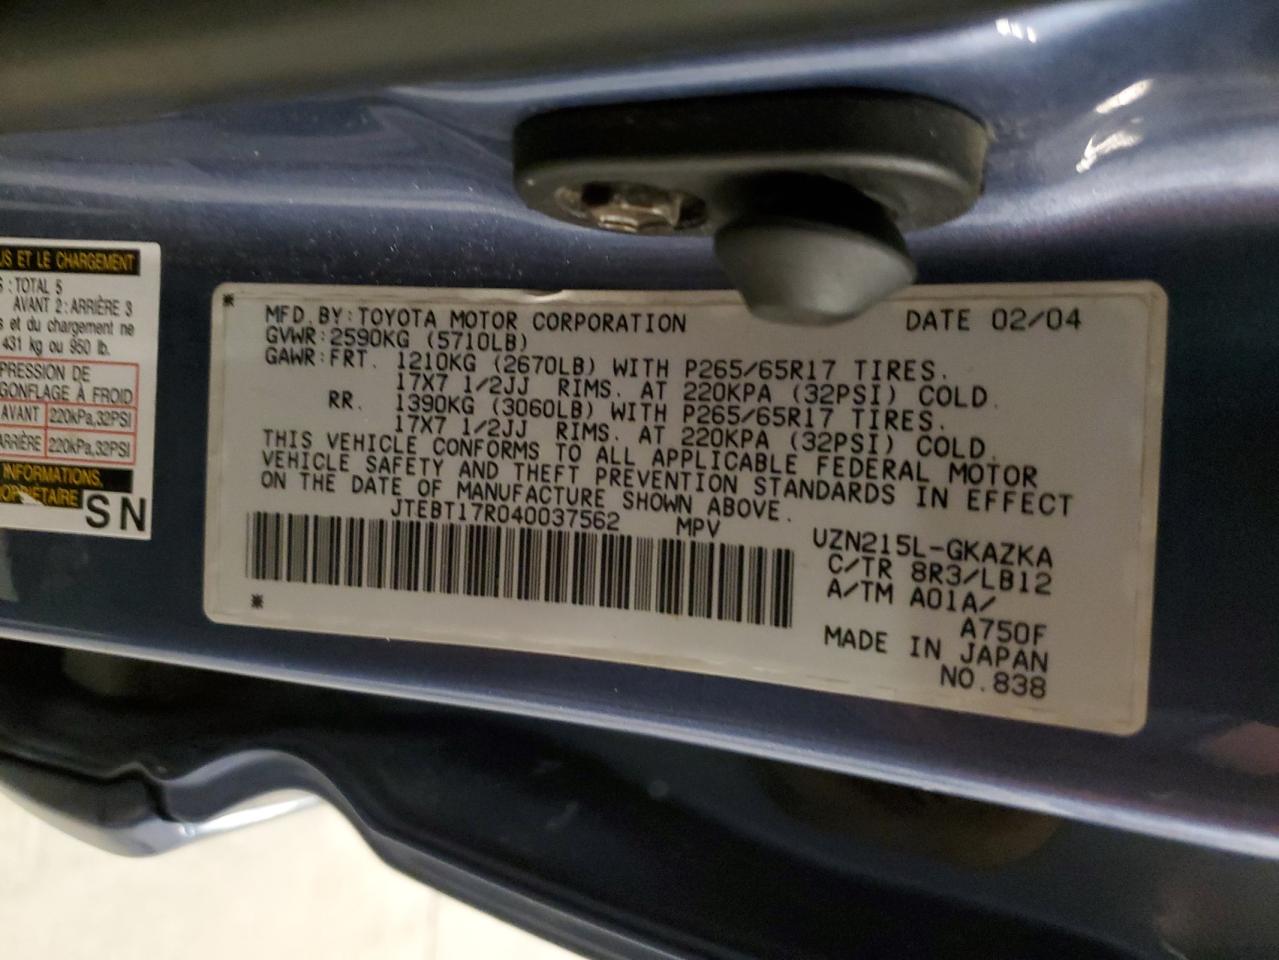 ET LE CHARGEMENT
: TOTAL 5
AVANT 2 : ARRIÈRE 3
et du chargement ne
431 kg ou 950 lb.
PRESSION DE
GONFLAGE À FROID
AVANT 220kPa,32PSI
ARRIÈRE 220kPa,32PSI
INFORMATIONS,
SN
MFD.BY:TOYOTA MOTOR CORPORATION DATE 02/04
GVWR:2590KG (5710LB)
GAWR:FRT. 1210KG (2670LB) WITH P265/65R17 TIRES.
17X7 1/2JJ RIMS. AT 220KPA (32PSI) COLD.
RR. 1390KG (3060LB) WITH P265/65R17 TIRES.
17X7 1/2JJ RIMS. AT 220KPA (32PSI) COLD.
THIS VEHICLE CONFORMS TO ALL APPLICABLE FEDERAL MOTOR
VEHICLE SAFETY AND THEFT PREVENTION STANDARDS IN EFFECT
ON THE DATE OF MANUFACTURE SHOWN ABOVE.
JTEBT17R040037562 MPV
UZN215L-GKAZKA
C/TR 8R3/LB12
A/TM A01A/
A750F
MADE IN JAPAN
NO.838